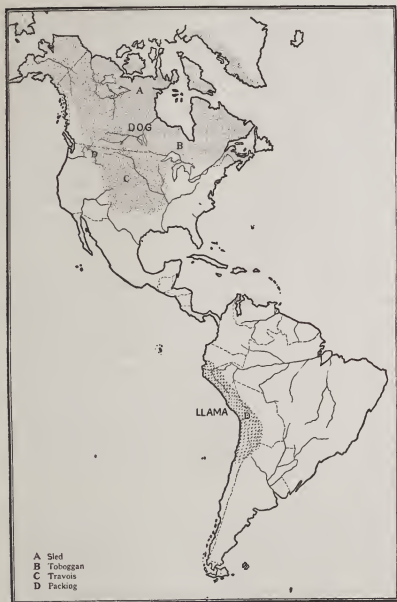 A
DOG
B
D
C
LLAMA
D
A Sled
B Toboggan
C Travois
D Packing